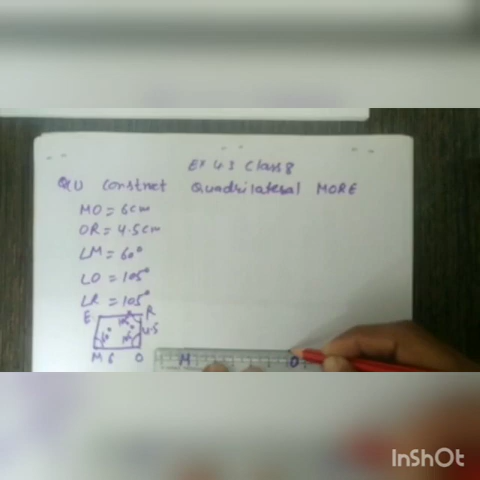 Ex 4.3 Class 8
Q1) Construct Quadrilateral MORE
MO = 6cm
OR = 4.5cm
∠M = 60°
∠O = 105°
∠R = 105°
E R
4.5
M 6 O
M O
InShOt